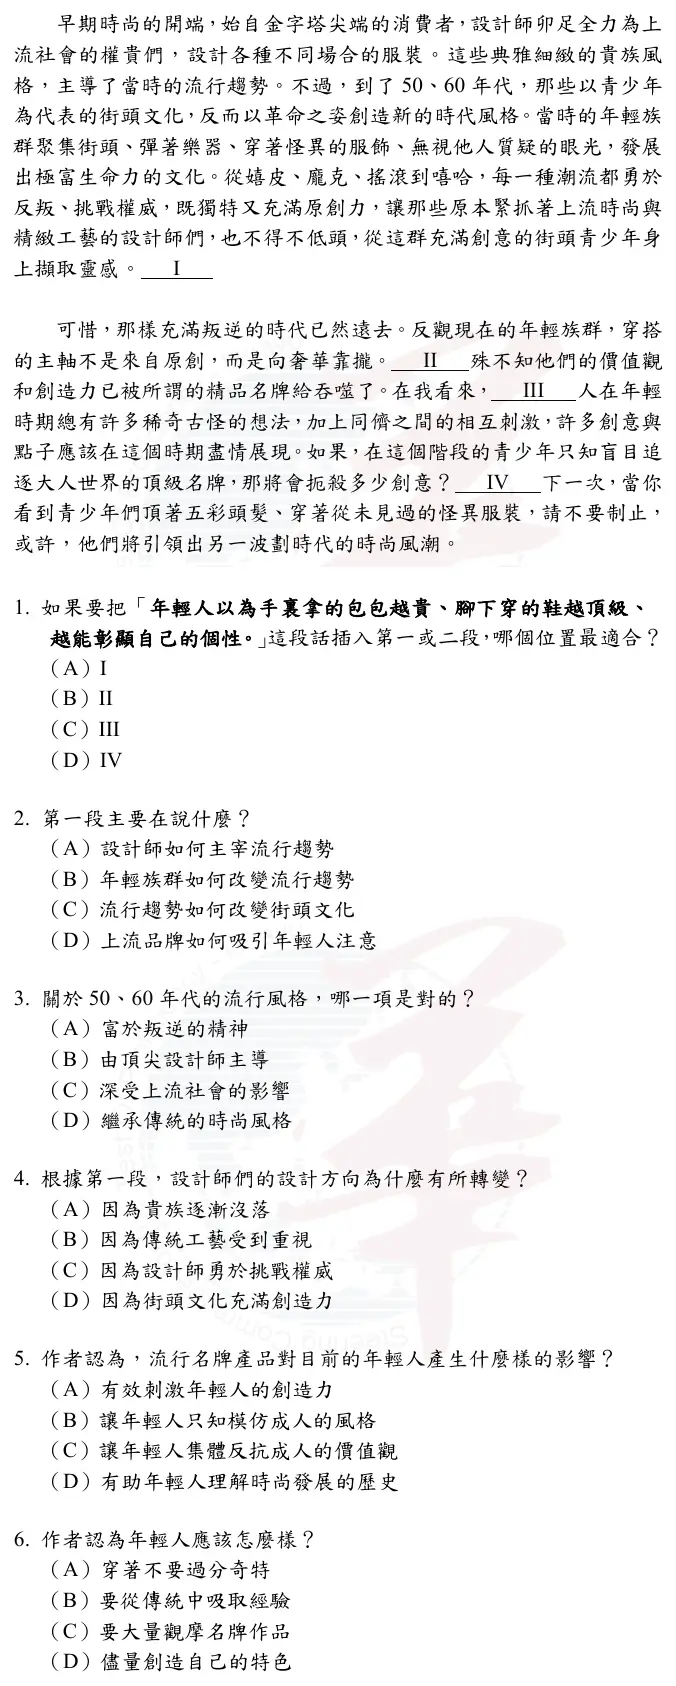 早期時尚的開端，始自金字塔尖端的消費者，設計師卯足全力為上
流社會的權貴們，設計各種不同場合的服裝。這些典雅細緻的貴族風
格，主導了當時的流行趨勢。不過，到了 50、60 年代，那些以青少年
為代表的街頭文化，反而以革命之姿創造新的時代風格。當時的年輕族
群聚集街頭、彈著樂器、穿著怪異的服飾、無視他人質疑的眼光，發展
出極富生命力的文化。從嬉皮、龐克、搖滾到嘻哈，每一種潮流都勇於
反叛、挑戰權威，既獨特又充滿原創力，讓那些原本緊抓著上流時尚與
精緻工藝的設計師們，也不得不低頭，從這群充滿創意的街頭青少年身
上擷取靈感。 I
可惜，那樣充滿叛逆的時代已然遠去。反觀現在的年輕族群，穿搭
的主軸不是來自原創，而是向奢華靠攏。 II 殊不知他們的價值觀
和創造力已被所謂的精品名牌給吞噬了。在我看來， III 人在年輕
時期總有許多稀奇古怪的想法，加上同儕之間的相互刺激，許多創意與
點子應該在這個時期盡情展現。如果，在這個階段的青少年只知盲目追
逐大人世界的頂級名牌，那將會扼殺多少創意？ IV 下一次，當你
看到青少年們頂著五彩頭髮、穿著從未見過的怪異服裝，請不要制止，
或許，他們將引領出另一波劃時代的時尚風潮。
1. 如果要把「年輕人以為手裏拿的包包越貴、腳下穿的鞋越頂級、
越能彰顯自己的個性。」這段話插入第一或二段，哪個位置最適合？
（A）I
（B）II
（C）III
（D）IV
2. 第一段主要在說什麼？
（A）設計師如何主宰流行趨勢
（B）年輕族群如何改變流行趨勢
（C）流行趨勢如何改變街頭文化
（D）上流品牌如何吸引年輕人注意
3. 關於 50、60 年代的流行風格，哪一項是對的？
（A）富於叛逆的精神
（B）由頂尖設計師主導
（C）深受上流社會的影響
（D）繼承傳統的時尚風格
4. 根據第一段，設計師們的設計方向為什麼有所轉變？
（A）因為貴族逐漸沒落
（B）因為傳統工藝受到重視
（C）因為設計師勇於挑戰權威
（D）因為街頭文化充滿創造力
5. 作者認為，流行名牌產品對目前的年輕人產生什麼樣的影響？
（A）有效刺激年輕人的創造力
（B）讓年輕人只知模仿成人的風格
（C）讓年輕人集體反抗成人的價值觀
（D）有助年輕人理解時尚發展的歷史
6. 作者認為年輕人應該怎麼樣？
（A）穿著不要過分奇特
（B）要從傳統中吸取經驗
（C）要大量觀摩名牌作品
（D）儘量創造自己的特色